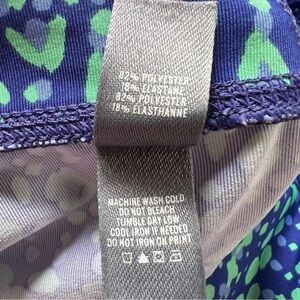 82% POLYESTER
18% ELASTANE
82% POLYESTER
18% ELASTHANNE
MACHINE WASH COLD
DO NOT BLEACH
TUMBLE DRY LOW
COOL IRON IF NEEDED
DO NOT IRON ON PRINT